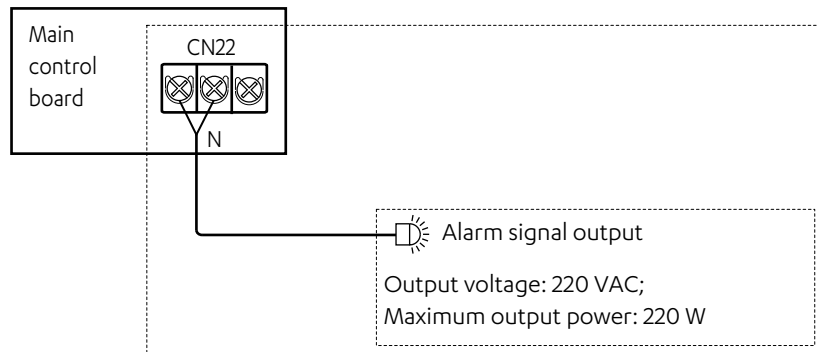 Main
control
board
CN22
N
Alarm signal output
Output voltage: 220 VAC;
Maximum output power: 220 W